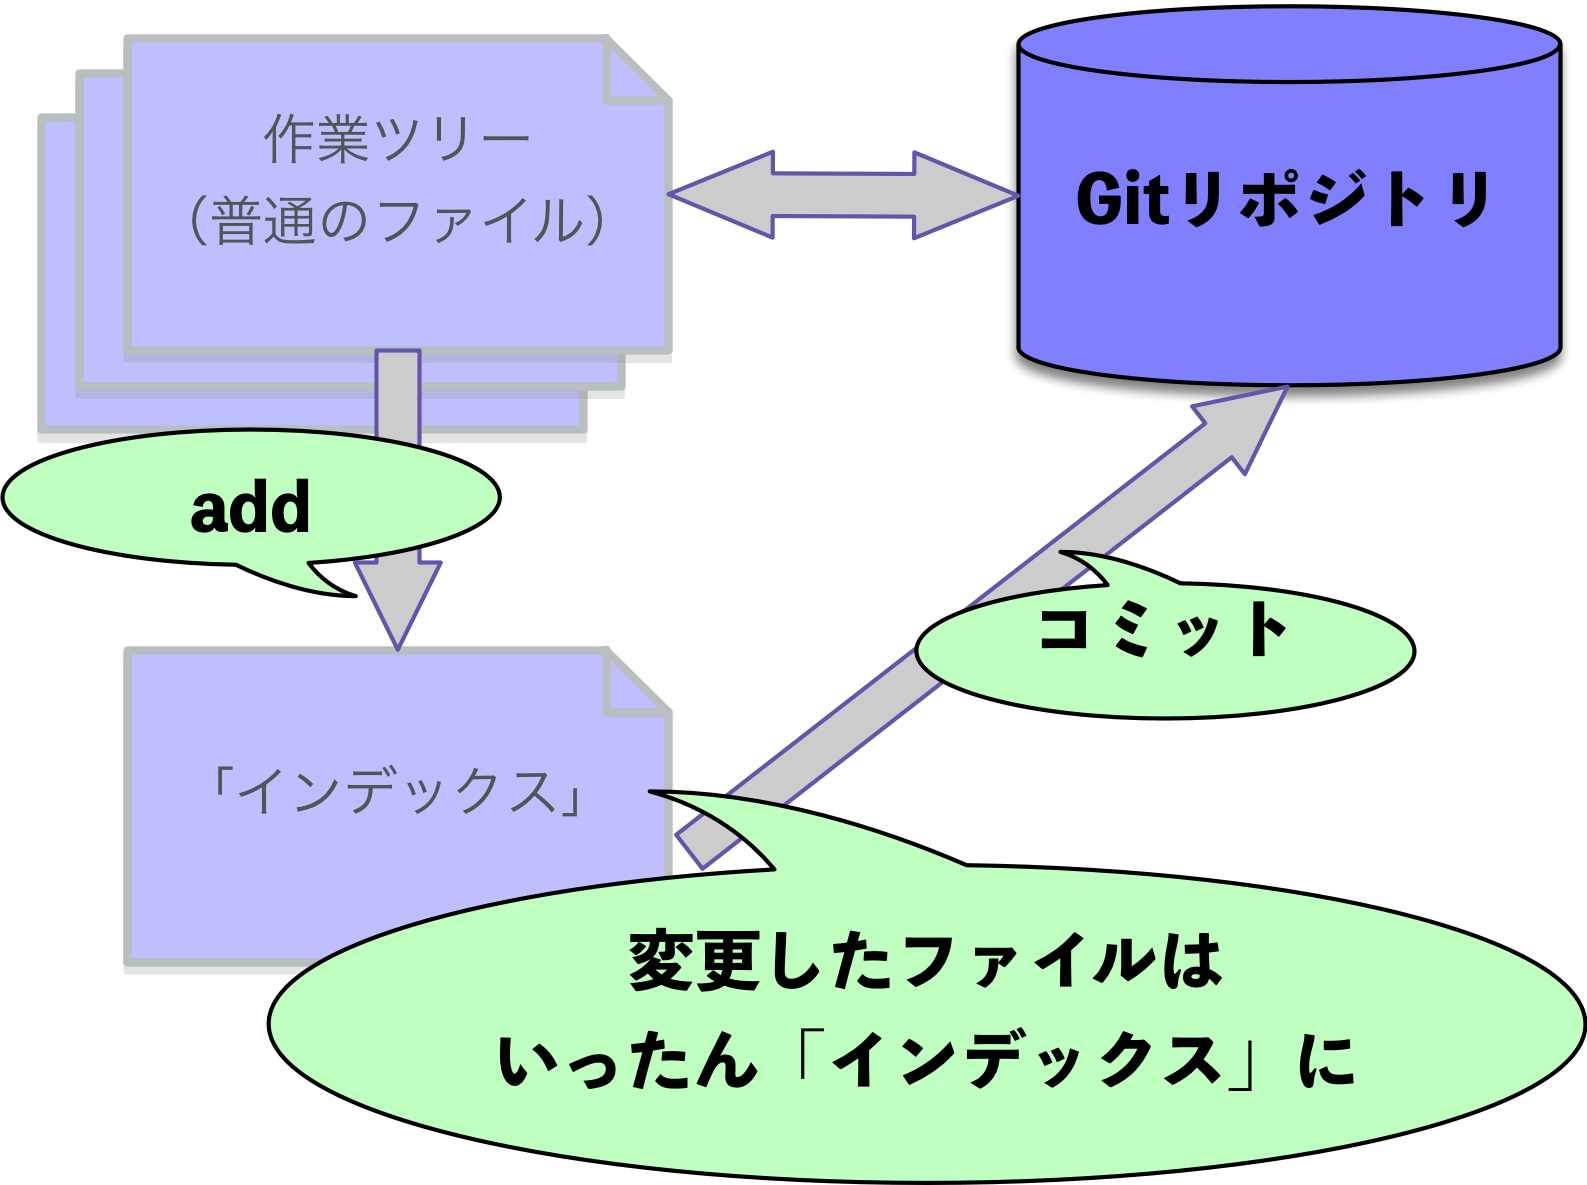 作業ツリー
（普通のファイル）
Gitリポジトリ
add
コミット
「インデックス」
変更したファイルは
いったん「インデックス」に